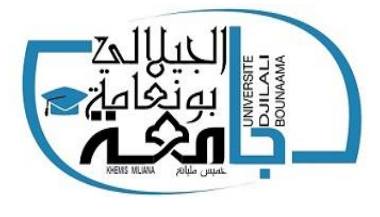 الجيلالي
بونعامة
جامعة
UNIVERSITE
DJILALI
BOUNAAMA
KHEMIS MILIANA خميس مليانة